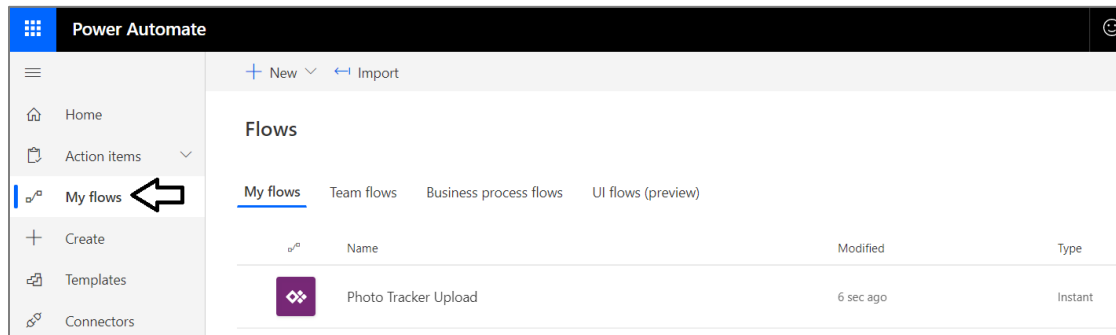 Power Automate
New Import
Home
Action items
My flows
Create
Templates
Connectors
Flows
My flows Team flows Business process flows UI flows (preview)
Name Modified Type
Photo Tracker Upload 6 sec ago Instant